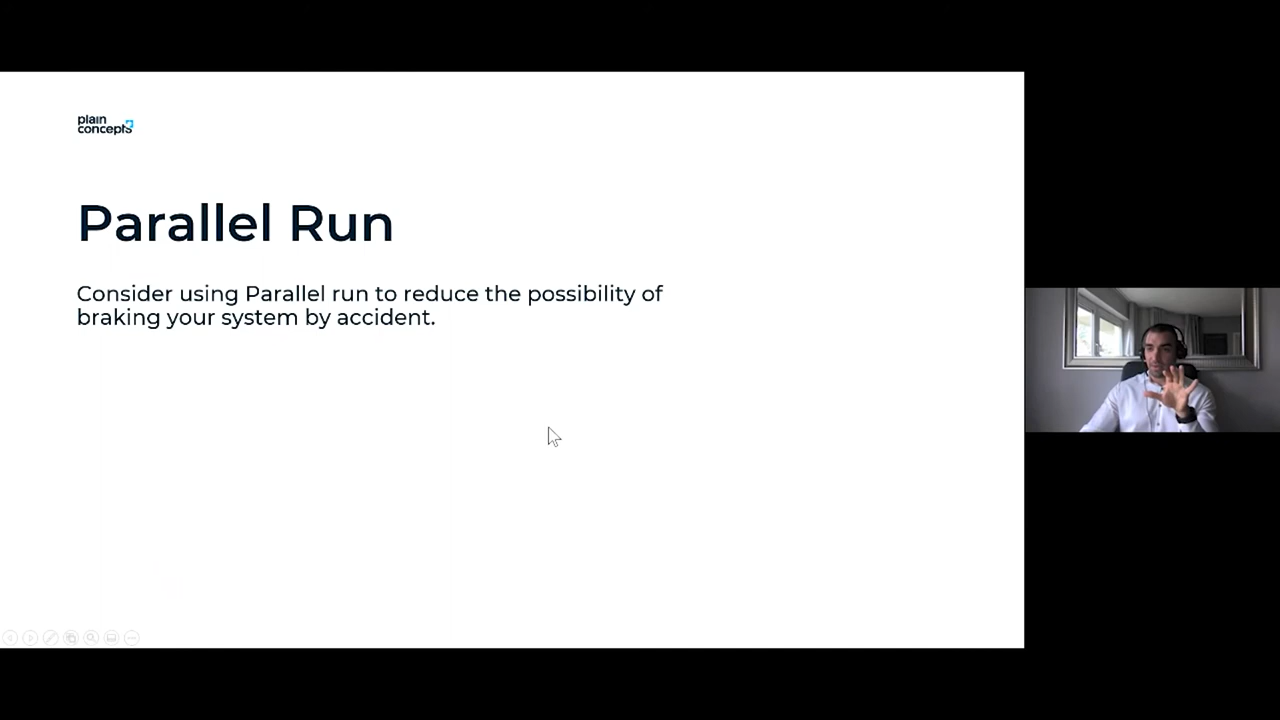 plain
concepts
Parallel Run
Consider using Parallel run to reduce the possibility of
braking your system by accident.